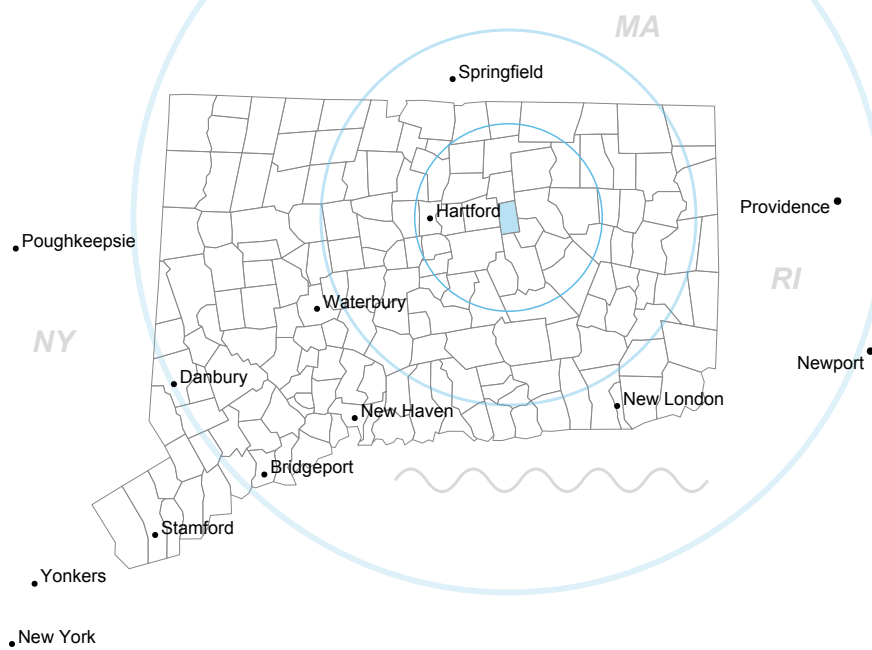 MA
Springfield
Hartford
Providence
Poughkeepsie
RI
Waterbury
NY
Newport
Danbury
New London
New Haven
Bridgeport
Stamford
Yonkers
New York